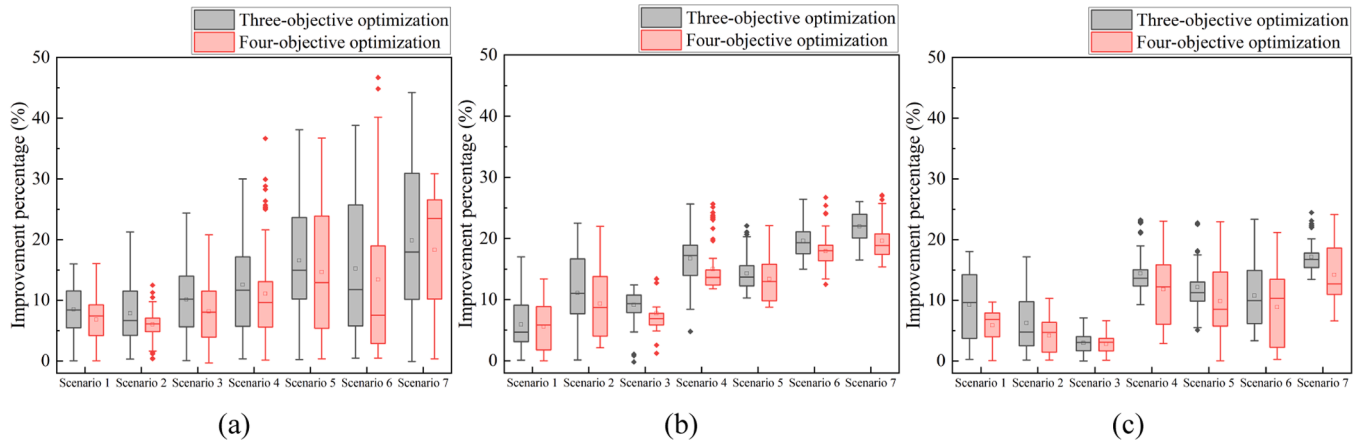 (a)
Three-objective optimization
Four-objective optimization
Improvement percentage (%)
50
40
30
20
10
0
Scenario 1 Scenario 2 Scenario 3 Scenario 4 Scenario 5 Scenario 6 Scenario 7
(a)
Three-objective optimization
Four-objective optimization
Improvement percentage (%)
50
40
30
20
10
0
Scenario 1 Scenario 2 Scenario 3 Scenario 4 Scenario 5 Scenario 6 Scenario 7
(b)
Three-objective optimization
Four-objective optimization
Improvement percentage (%)
50
40
30
20
10
0
Scenario 1 Scenario 2 Scenario 3 Scenario 4 Scenario 5 Scenario 6 Scenario 7
(c)